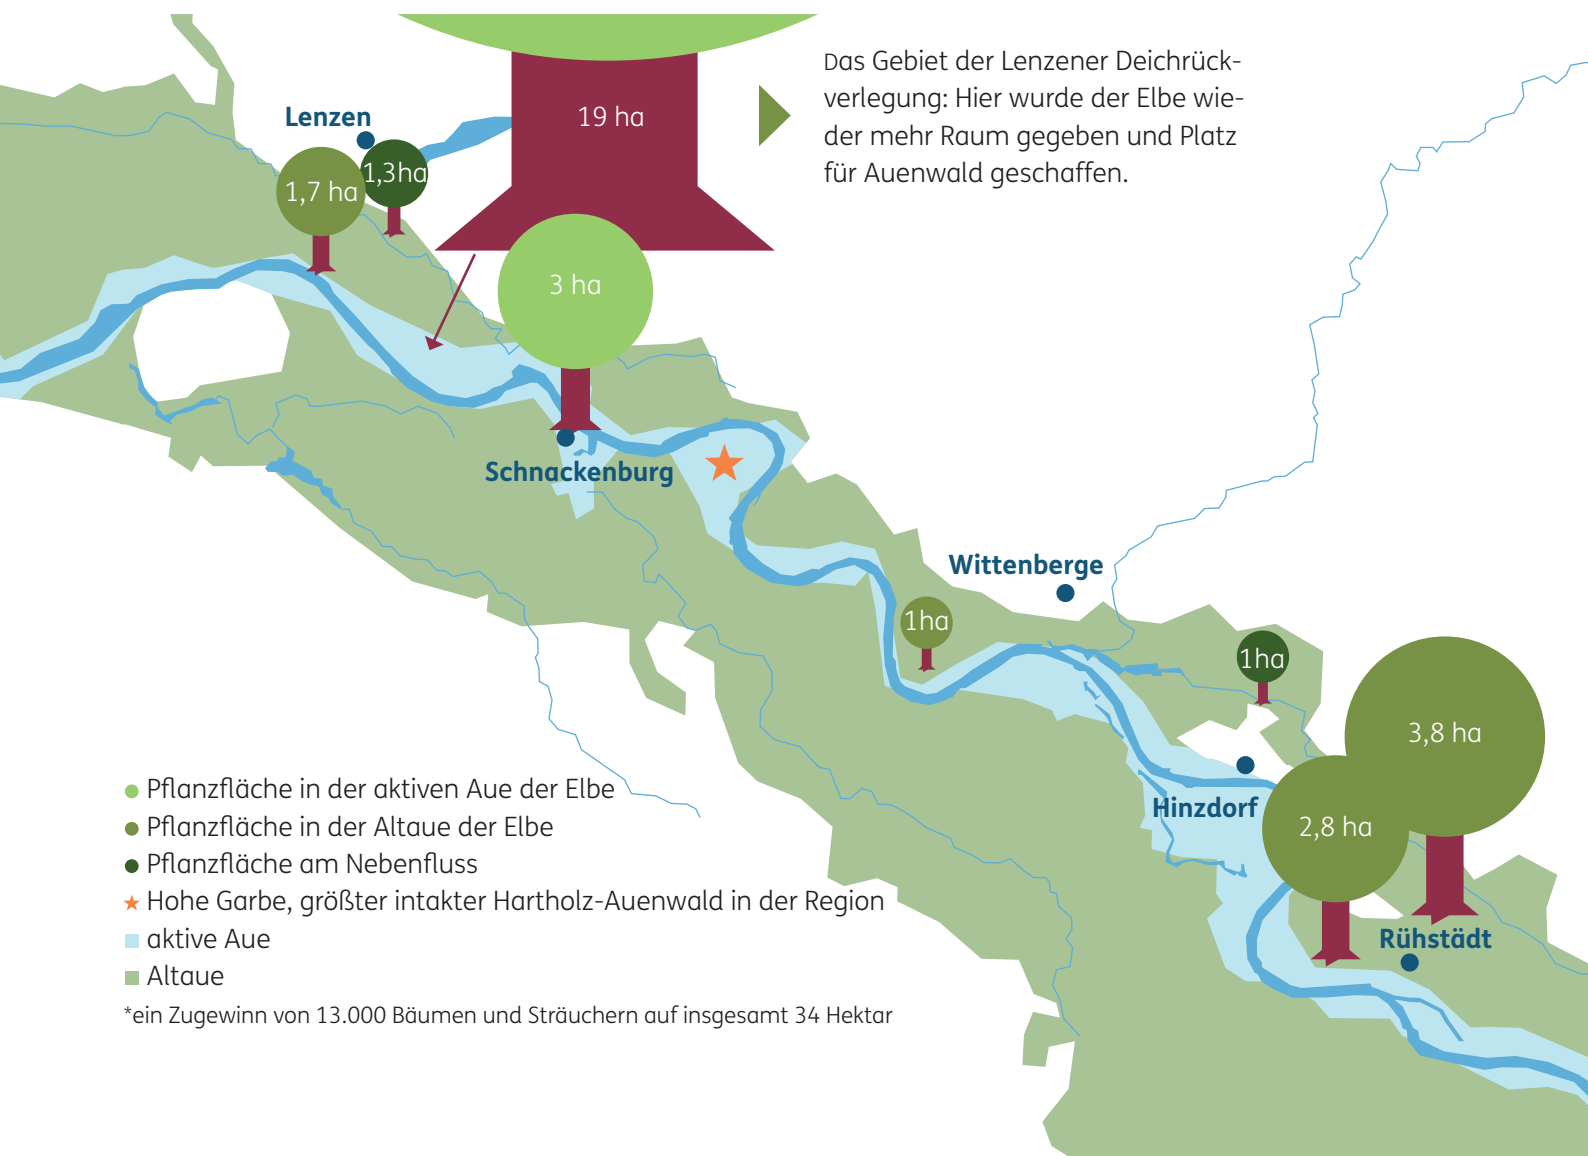 19 ha
Das Gebiet der Lenzener Deichrück-
verlegung: Hier wurde der Elbe wie-
der mehr Raum gegeben und Platz
für Auenwald geschaffen.
Lenzen
1,7 ha
1,3ha
3 ha
Schnackenburg
Wittenberge
1ha
1ha
3,8 ha
2,8 ha
Hinzdorf
Rühstädt
Pflanzfläche in der aktiven Aue der Elbe
Pflanzfläche in der Altaue der Elbe
Pflanzfläche am Nebenfluss
Hohe Garbe, größter intakter Hartholz-Auenwald in der Region
aktive Aue
Altaue
*ein Zugewinn von 13.000 Bäumen und Sträuchern auf insgesamt 34 Hektar